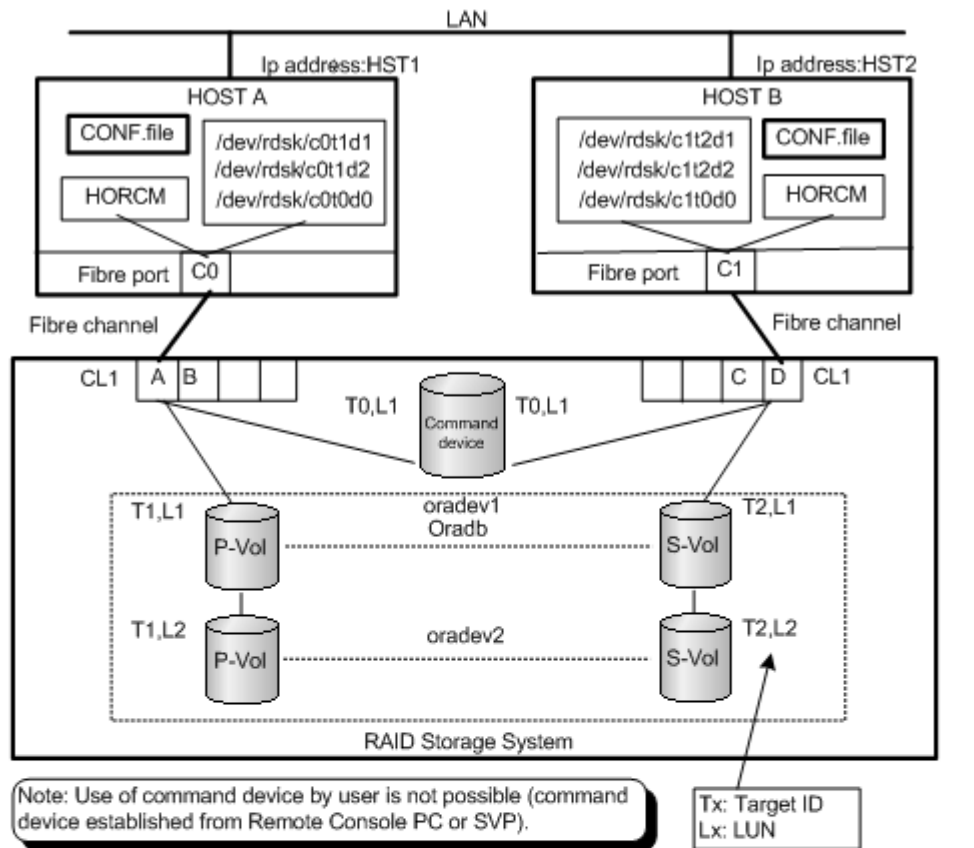 LAN
Ip address:HST1
Ip address:HST2
HOST A
CONF.file
/dev/rdsk/c0t1d1
/dev/rdsk/c0t1d2
/dev/rdsk/c0t0d0
HORCM
Fibre port
C0
HOST B
/dev/rdsk/c1t2d1
/dev/rdsk/c1t2d2
/dev/rdsk/c1t0d0
CONF.file
HORCM
Fibre port
C1
Fibre channel
Fibre channel
CL1
A
B
C
D
CL1
T0,L1
Command
device
T0,L1
T1,L1
P-Vol
oradev1
Oradb
S-Vol
T2,L1
T1,L2
P-Vol
oradev2
S-Vol
T2,L2
RAID Storage System
Note: Use of command device by user is not possible (command
device established from Remote Console PC or SVP).
Tx: Target ID
Lx: LUN